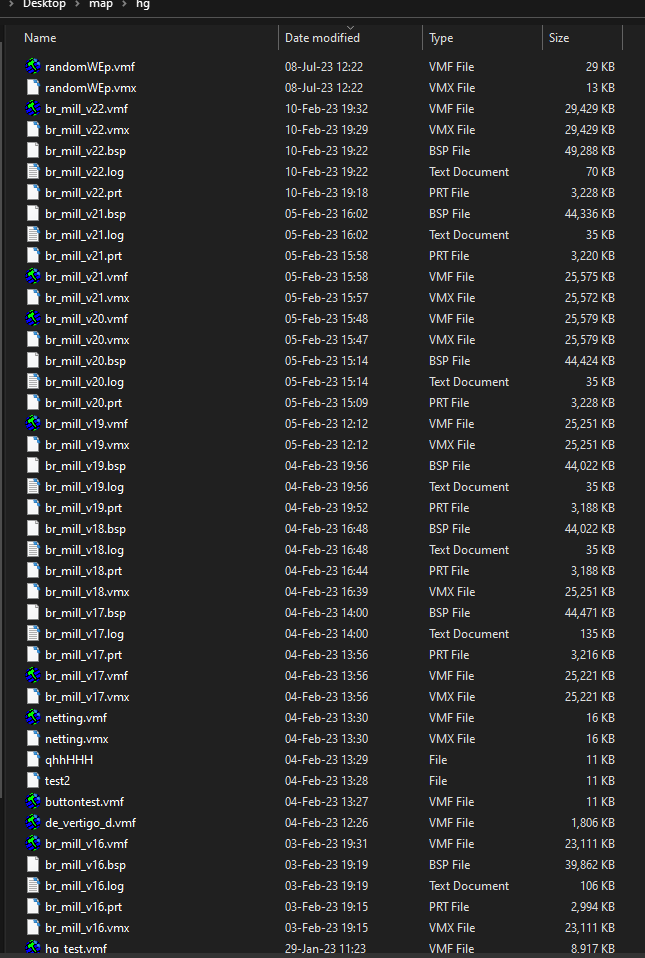 Desktop > map > hg
Name Date modified Type Size
randomWEp.vmf 08-Jul-23 12:22 VMF File 29 KB
randomWEp.vmx 08-Jul-23 12:22 VMX File 13 KB
br_mill_v22.vmf 10-Feb-23 19:32 VMF File 29,429 KB
br_mill_v22.vmx 10-Feb-23 19:29 VMX File 29,429 KB
br_mill_v22.bsp 10-Feb-23 19:22 BSP File 49,288 KB
br_mill_v22.log 10-Feb-23 19:22 Text Document 70 KB
br_mill_v22.prt 10-Feb-23 19:18 PRT File 3,228 KB
br_mill_v21.bsp 05-Feb-23 16:02 BSP File 44,336 KB
br_mill_v21.log 05-Feb-23 16:02 Text Document 35 KB
br_mill_v21.prt 05-Feb-23 15:58 PRT File 3,220 KB
br_mill_v21.vmf 05-Feb-23 15:58 VMF File 25,575 KB
br_mill_v21.vmx 05-Feb-23 15:57 VMX File 25,572 KB
br_mill_v20.vmf 05-Feb-23 15:48 VMF File 25,579 KB
br_mill_v20.vmx 05-Feb-23 15:47 VMX File 25,579 KB
br_mill_v20.bsp 05-Feb-23 15:14 BSP File 44,424 KB
br_mill_v20.log 05-Feb-23 15:14 Text Document 35 KB
br_mill_v20.prt 05-Feb-23 15:09 PRT File 3,228 KB
br_mill_v19.vmf 05-Feb-23 12:12 VMF File 25,251 KB
br_mill_v19.vmx 05-Feb-23 12:12 VMX File 25,251 KB
br_mill_v19.bsp 04-Feb-23 19:56 BSP File 44,022 KB
br_mill_v19.log 04-Feb-23 19:56 Text Document 35 KB
br_mill_v19.prt 04-Feb-23 19:52 PRT File 3,188 KB
br_mill_v18.bsp 04-Feb-23 16:48 BSP File 44,022 KB
br_mill_v18.log 04-Feb-23 16:48 Text Document 35 KB
br_mill_v18.prt 04-Feb-23 16:44 PRT File 3,188 KB
br_mill_v18.vmx 04-Feb-23 16:39 VMX File 25,251 KB
br_mill_v17.bsp 04-Feb-23 14:00 BSP File 44,471 KB
br_mill_v17.log 04-Feb-23 14:00 Text Document 135 KB
br_mill_v17.prt 04-Feb-23 13:56 PRT File 3,216 KB
br_mill_v17.vmf 04-Feb-23 13:56 VMF File 25,221 KB
br_mill_v17.vmx 04-Feb-23 13:56 VMX File 25,221 KB
netting.vmf 04-Feb-23 13:30 VMF File 16 KB
netting.vmx 04-Feb-23 13:30 VMX File 16 KB
qhhHHH 04-Feb-23 13:29 File 11 KB
test2 04-Feb-23 13:28 File 11 KB
buttontest.vmf 04-Feb-23 13:27 VMF File 11 KB
de_vertigo_d.vmf 04-Feb-23 12:26 VMF File 1,806 KB
br_mill_v16.vmf 03-Feb-23 19:31 VMF File 23,111 KB
br_mill_v16.bsp 03-Feb-23 19:19 BSP File 39,862 KB
br_mill_v16.log 03-Feb-23 19:19 Text Document 106 KB
br_mill_v16.prt 03-Feb-23 19:15 PRT File 2,994 KB
br_mill_v16.vmx 03-Feb-23 19:15 VMX File 23,111 KB
hg_test.vmf 29-Jan-23 11:23 VMF File 8,917 KB